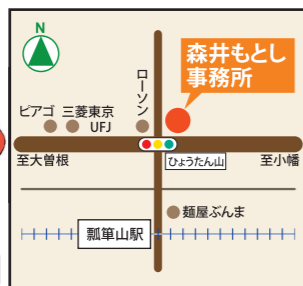 N
森井もとし
事務所
ローソン
ピアゴ
三菱東京
UFJ
至大曽根
ひょうたん山
至小幡
麺屋ぶんま
瓢箪山駅